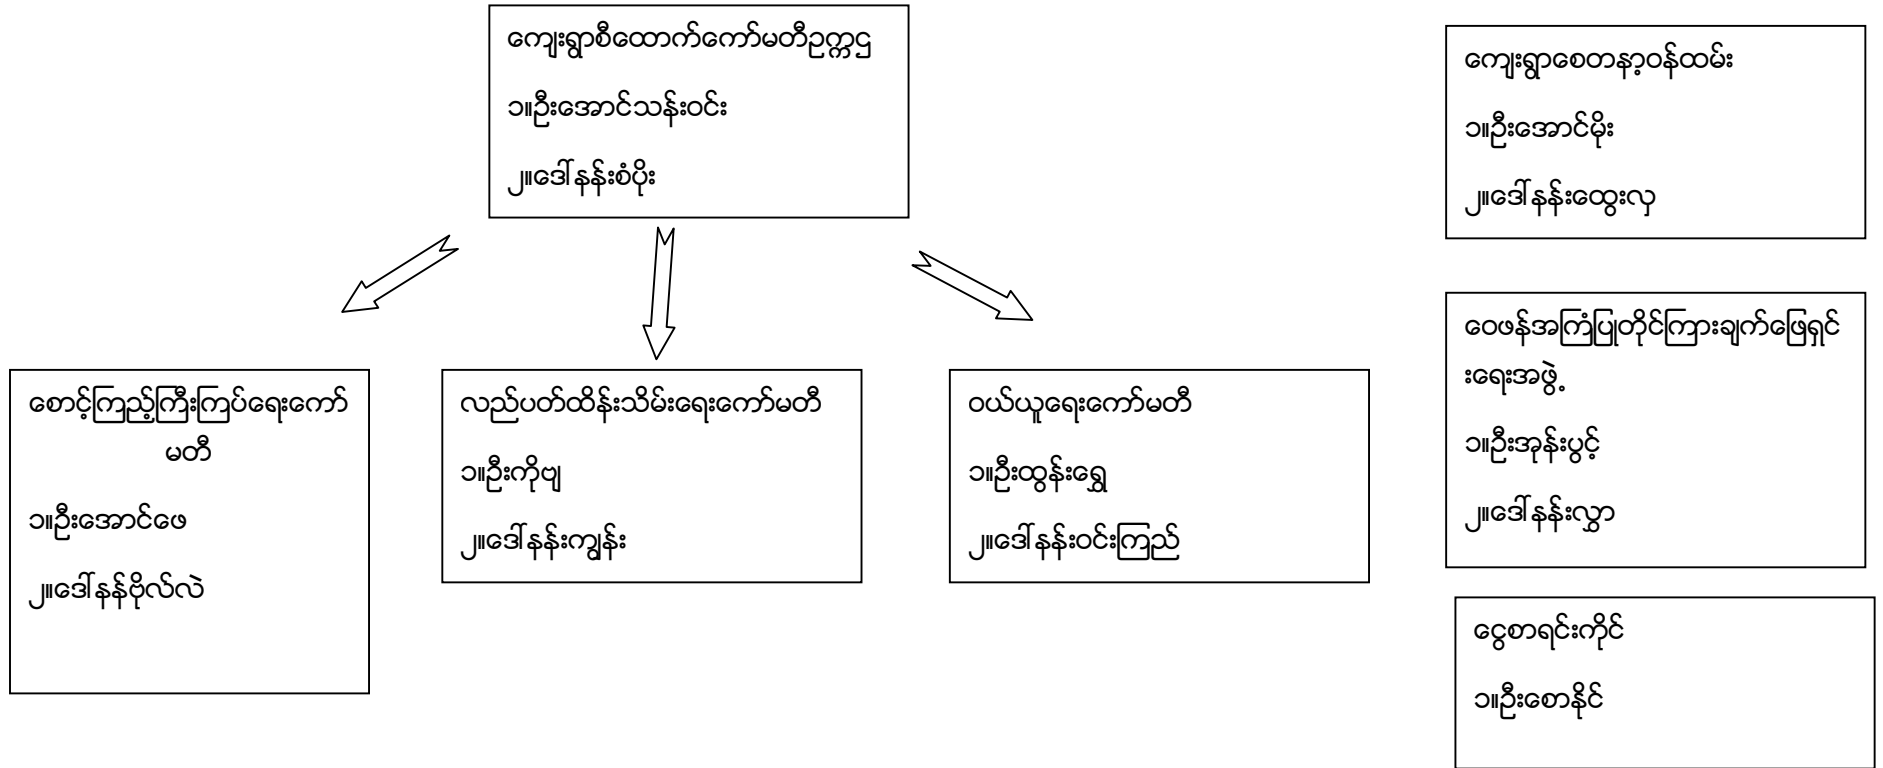 ကျေးရွာစီထောက်ကော်မတီဥက္ကဌ
၁။ဦးအောင်သန်းဝင်း
၂။ဒေါ်နန်းစံပိုး
ကျေးရွာစေတနာ့ဝန်ထမ်း
၁။ဦးအောင်မိုး
၂။ဒေါ်နန်းထွေးလှ
စောင့်ကြည့်ကြီးကြပ်ရေးကော်
မတီ
၁။ဦးအောင်ဖေ
၂။ဒေါ်နန်ဗိုလ်လဲ
လည်ပတ်ထိန်းသိမ်းရေးကော်မတီ
၁။ဦးကိုဗျ
၂။ဒေါ်နန်းကျွန်း
ဝယ်ယူရေးကော်မတီ
၁။ဦးထွန်းရွှေ
၂။ဒေါ်နန်းဝင်းကြည်
ဝေဖန်အကြံပြုတိုင်ကြားချက်ဖြေရှင်
းရေးအဖွဲ့
၁။ဦးအုန်းပွင့်
၂။ဒေါ်နန်းလွှာ
ငွေစာရင်းကိုင်
၁။ဦးစောနိုင်